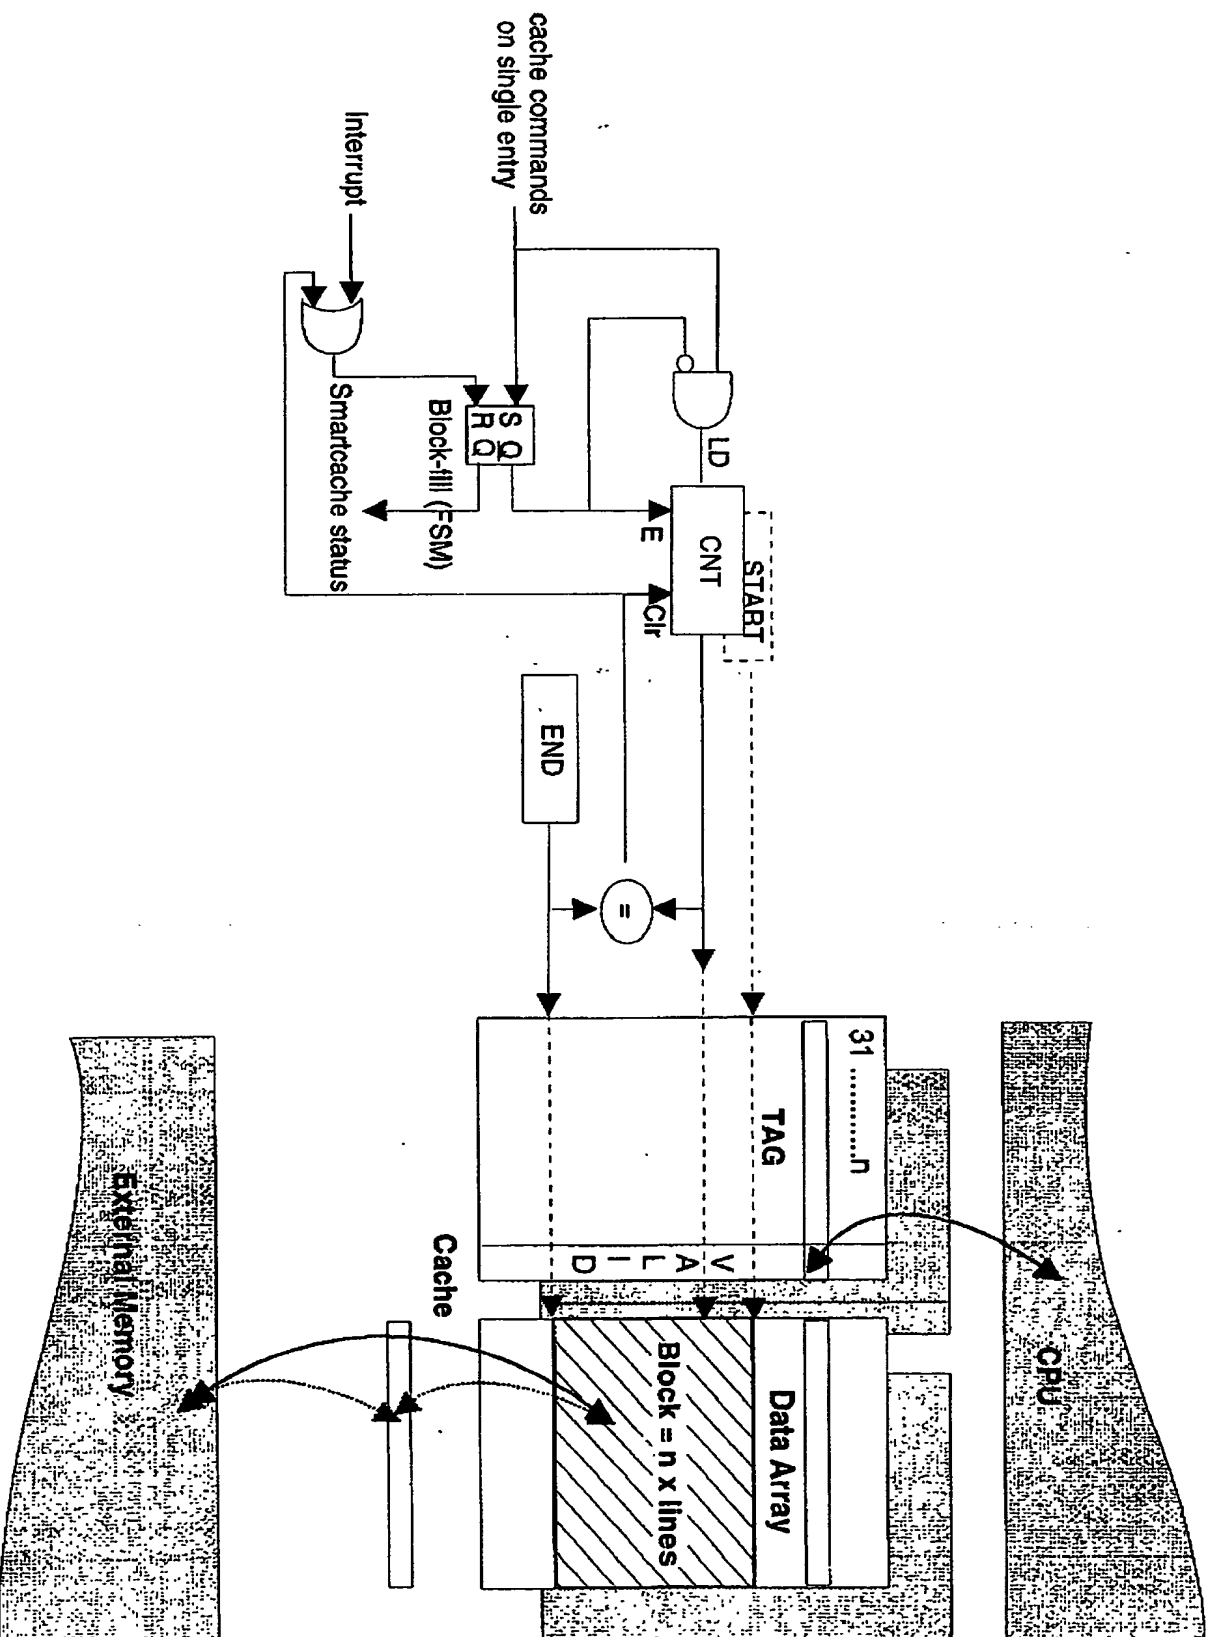 CPU
31 ............n
TAG
Data Array
START
LD
CNT
E
Clr
V
A
L
I
D
Block = n x lines
END
=
cache commands
on single entry
S Q
R Q
Block-fill (FSM)
Cache
Interrupt
Smartcache status
External Memory